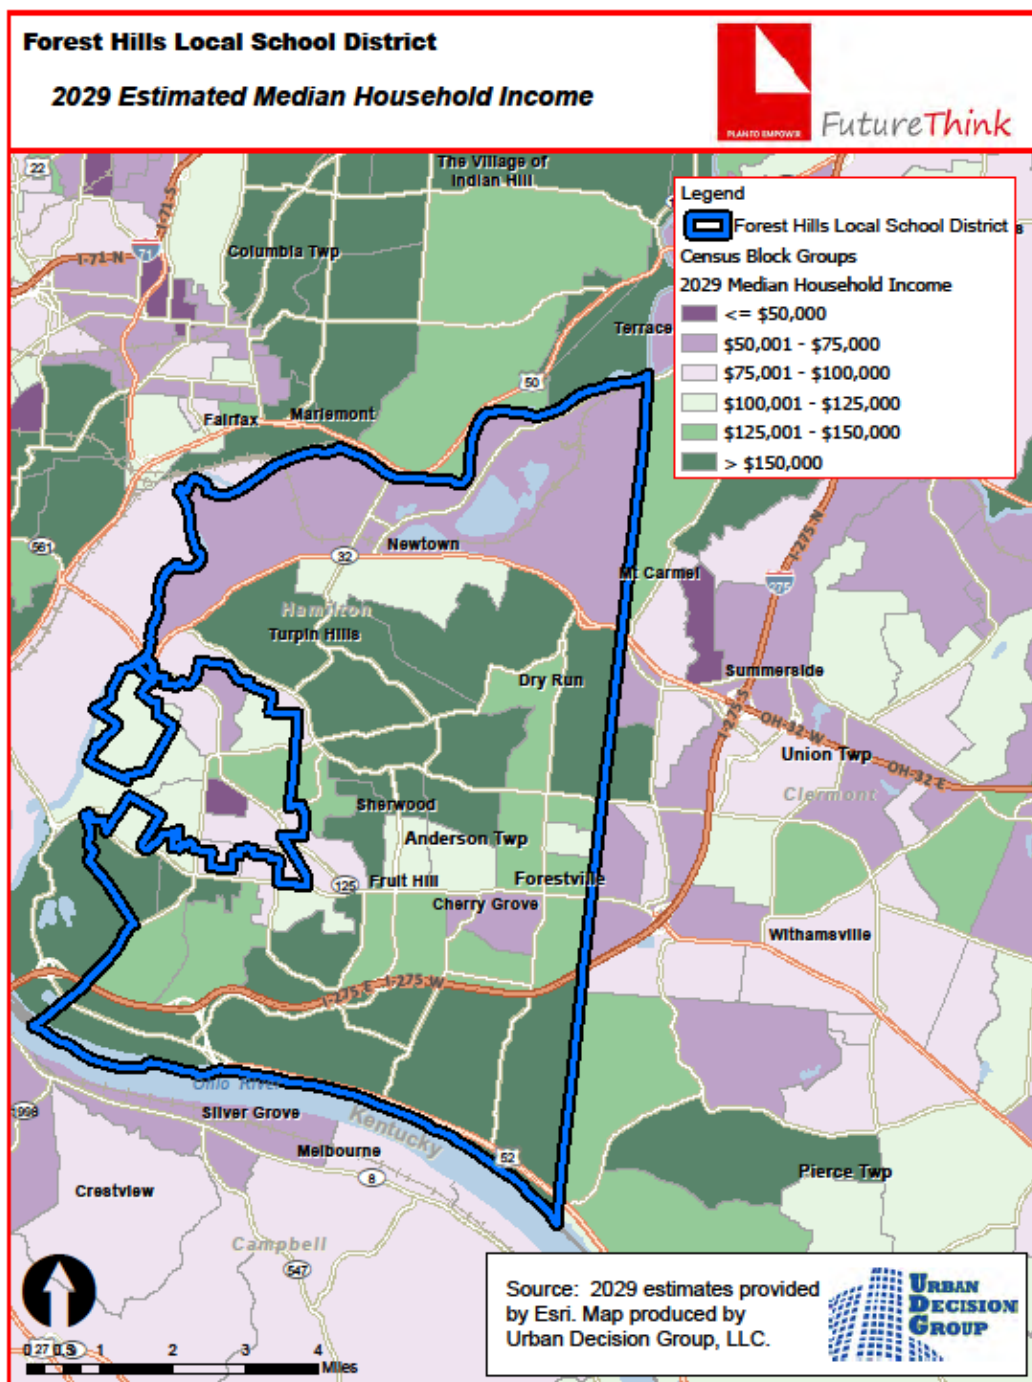 Forest Hills Local School District
2029 Estimated Median Household Income
PLAN TO EMPOWER
FutureThink
Legend
Forest Hills Local School District
Census Block Groups
2029 Median Household Income
<= $50,000
$50,001 - $75,000
$75,001 - $100,000
$100,001 - $125,000
$125,001 - $150,000
> $150,000
22
The Village of
Indian Hill
I-71 S
71
I-71 N
Columbia Twp
Terrace
50
Fairfax
Mariemont
561
Newtown
32
I-275 N
275
Mt Carmel
Hamilton
Turpin Hills
Dry Run
Summerside
I-275 S
OH-32 W
Union Twp
OH-32 E
Clermont
Sherwood
Anderson Twp
125
Fruit Hill
Forestville
Cherry Grove
Withamsville
I-275 E
I-275 W
Ohio River
1998
Silver Grove
Kentucky
Melbourne
52
8
Crestview
Pierce Twp
Campbell
547
27
0 0.5 1 2 3 4
Miles
Source: 2029 estimates provided
by Esri. Map produced by
Urban Decision Group, LLC.
URBAN
DECISION
GROUP